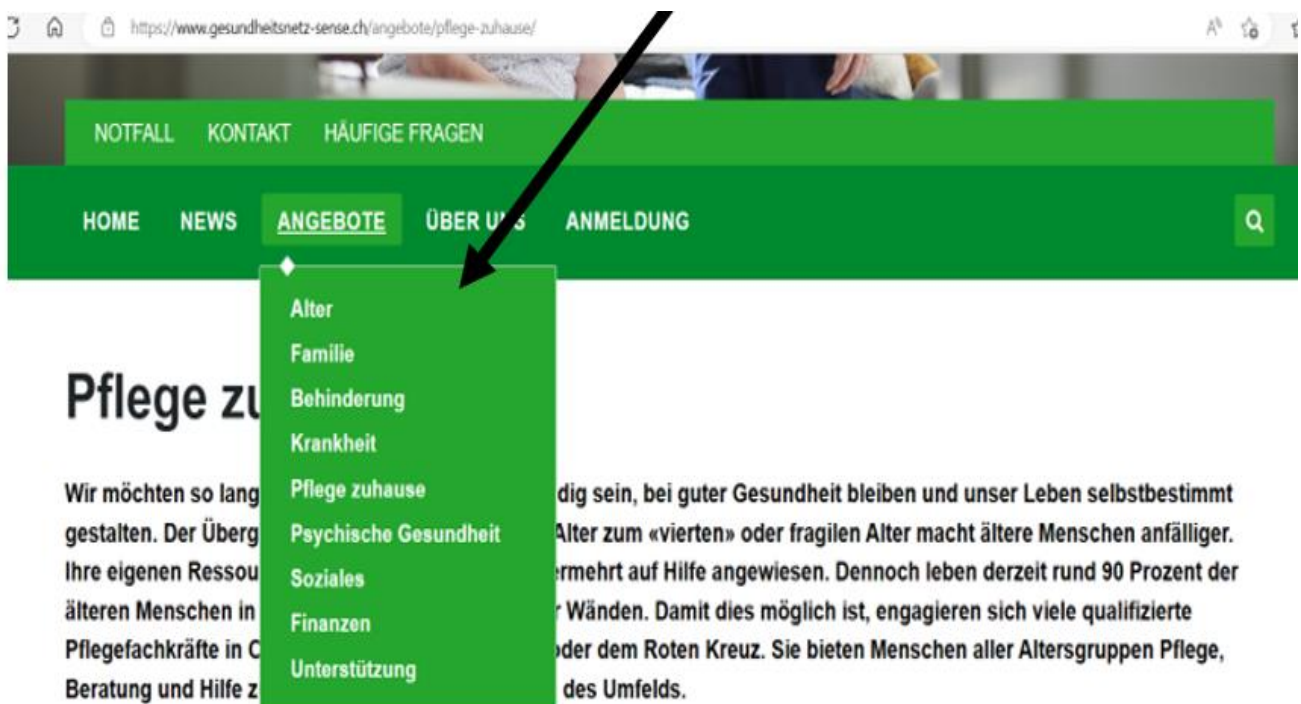 https://www.gesundheitsnetz-sense.ch/angebote/pflege-zuhause/
NOTFALL KONTAKT HÄUFIGE FRAGEN
HOME NEWS ANGEBOTE ÜBER UNS ANMELDUNG
Alter
Familie
Behinderung
Krankheit
Pflege zuhause
Psychische Gesundheit
Soziales
Finanzen
Unterstützung
Pflege zu
Wir möchten so lang dig sein, bei guter Gesundheit bleiben und unser Leben selbstbestimmt
gestalten. Der Überg Alter zum «vierten» oder fragilen Alter macht ältere Menschen anfälliger.
Ihre eigenen Ressou ermehrt auf Hilfe angewiesen. Dennoch leben derzeit rund 90 Prozent der
älteren Menschen in r Wänden. Damit dies möglich ist, engagieren sich viele qualifizierte
Pflegefachkräfte in oder dem Roten Kreuz. Sie bieten Menschen aller Altersgruppen Pflege,
Beratung und Hilfe z des Umfelds.